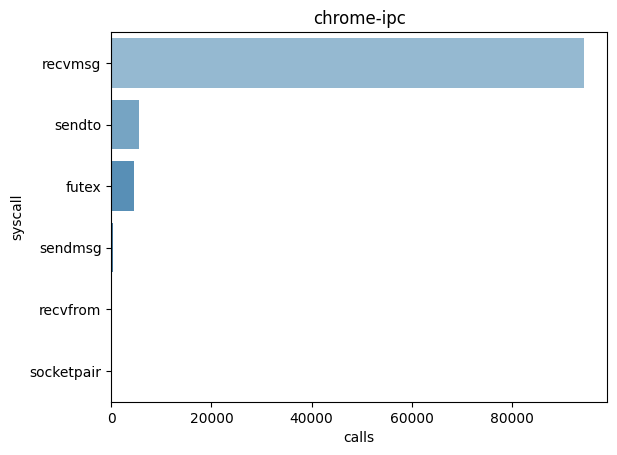 chrome-ipc
syscall
recvmsg
sendto
futex
sendmsg
recvfrom
socketpair
0 20000 40000 60000 80000
calls